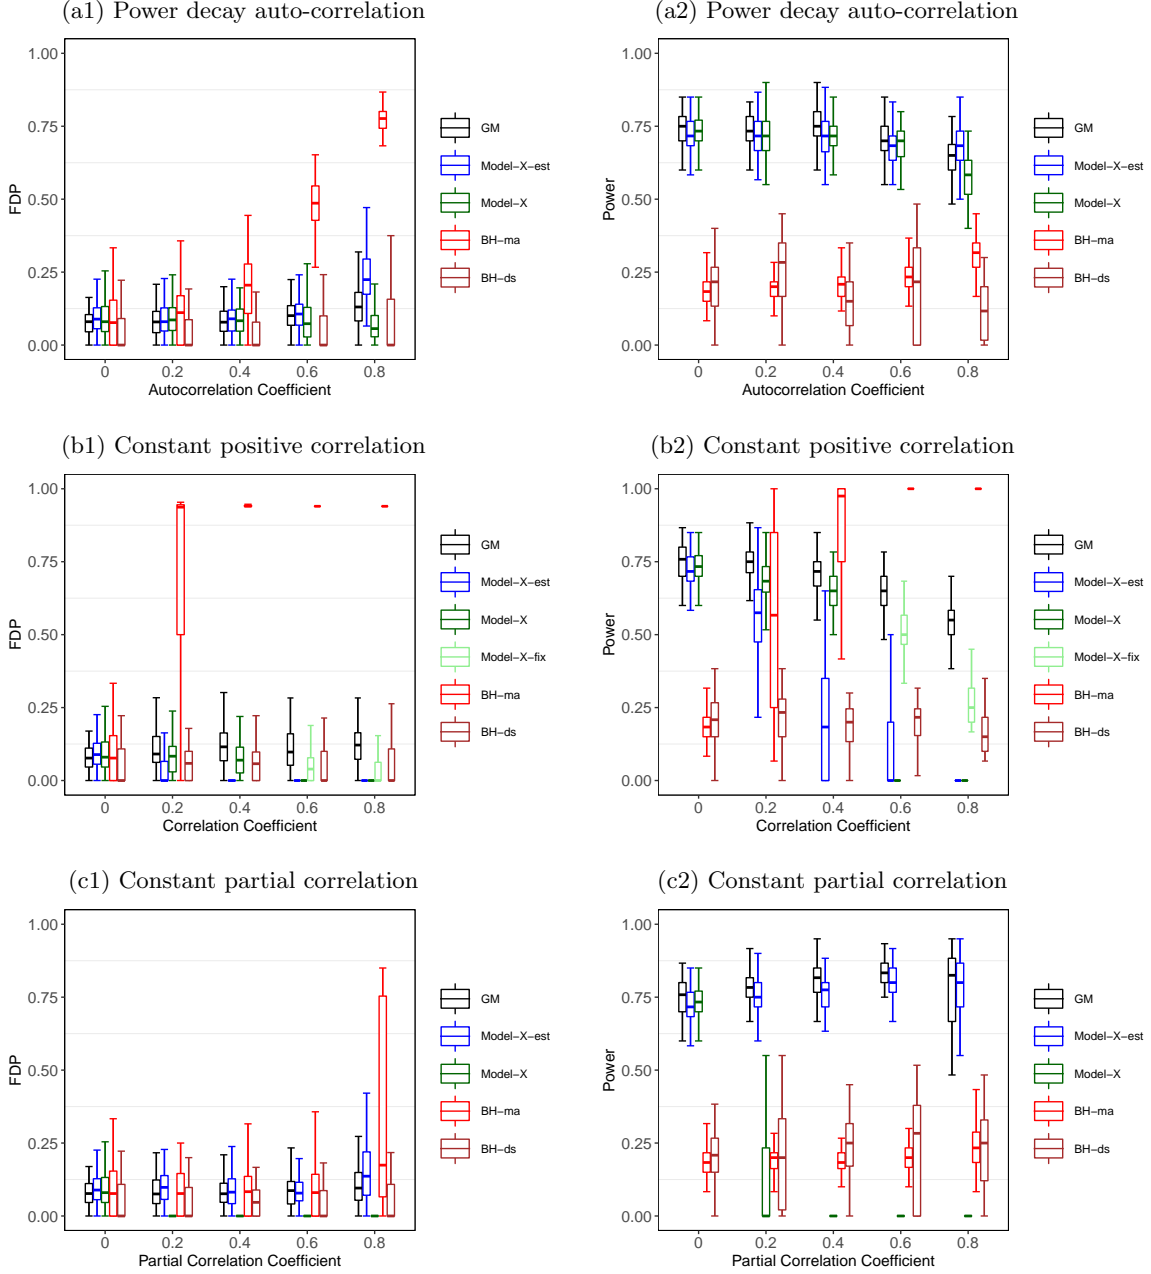 (a1) Power decay auto-correlation
1.00
0.75
0.50
0.25
0.00
FDP
0 0.2 0.4 0.6 0.8
Autocorrelation Coefficient
GM
Model-X-est
Model-X
BH-ma
BH-ds
(a2) Power decay auto-correlation
1.00
0.75
0.50
0.25
0.00
Power
0 0.2 0.4 0.6 0.8
Autocorrelation Coefficient
GM
Model-X-est
Model-X
BH-ma
BH-ds
(b1) Constant positive correlation
1.00
0.75
0.50
0.25
0.00
FDP
0 0.2 0.4 0.6 0.8
Correlation Coefficient
GM
Model-X-est
Model-X
Model-X-fix
BH-ma
BH-ds
(b2) Constant positive correlation
1.00
0.75
0.50
0.25
0.00
Power
0 0.2 0.4 0.6 0.8
Correlation Coefficient
GM
Model-X-est
Model-X
Model-X-fix
BH-ma
BH-ds
(c1) Constant partial correlation
1.00
0.75
0.50
0.25
0.00
FDP
0 0.2 0.4 0.6 0.8
Partial Correlation Coefficient
GM
Model-X-est
Model-X
BH-ma
BH-ds
(c2) Constant partial correlation
1.00
0.75
0.50
0.25
0.00
Power
0 0.2 0.4 0.6 0.8
Partial Correlation Coefficient
GM
Model-X-est
Model-X
BH-ma
BH-ds